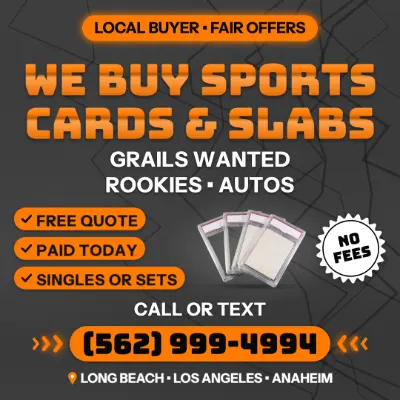 LOCAL BUYER ▪ FAIR OFFERS
WE BUY SPORTS
CARDS & SLABS
GRAILS WANTED
ROOKIES ▪ AUTOS
FREE QUOTE
PAID TODAY
SINGLES OR SETS
NO
FEES
CALL OR TEXT
(562) 999-4994
LONG BEACH ▪ LOS ANGELES ▪ ANAHEIM